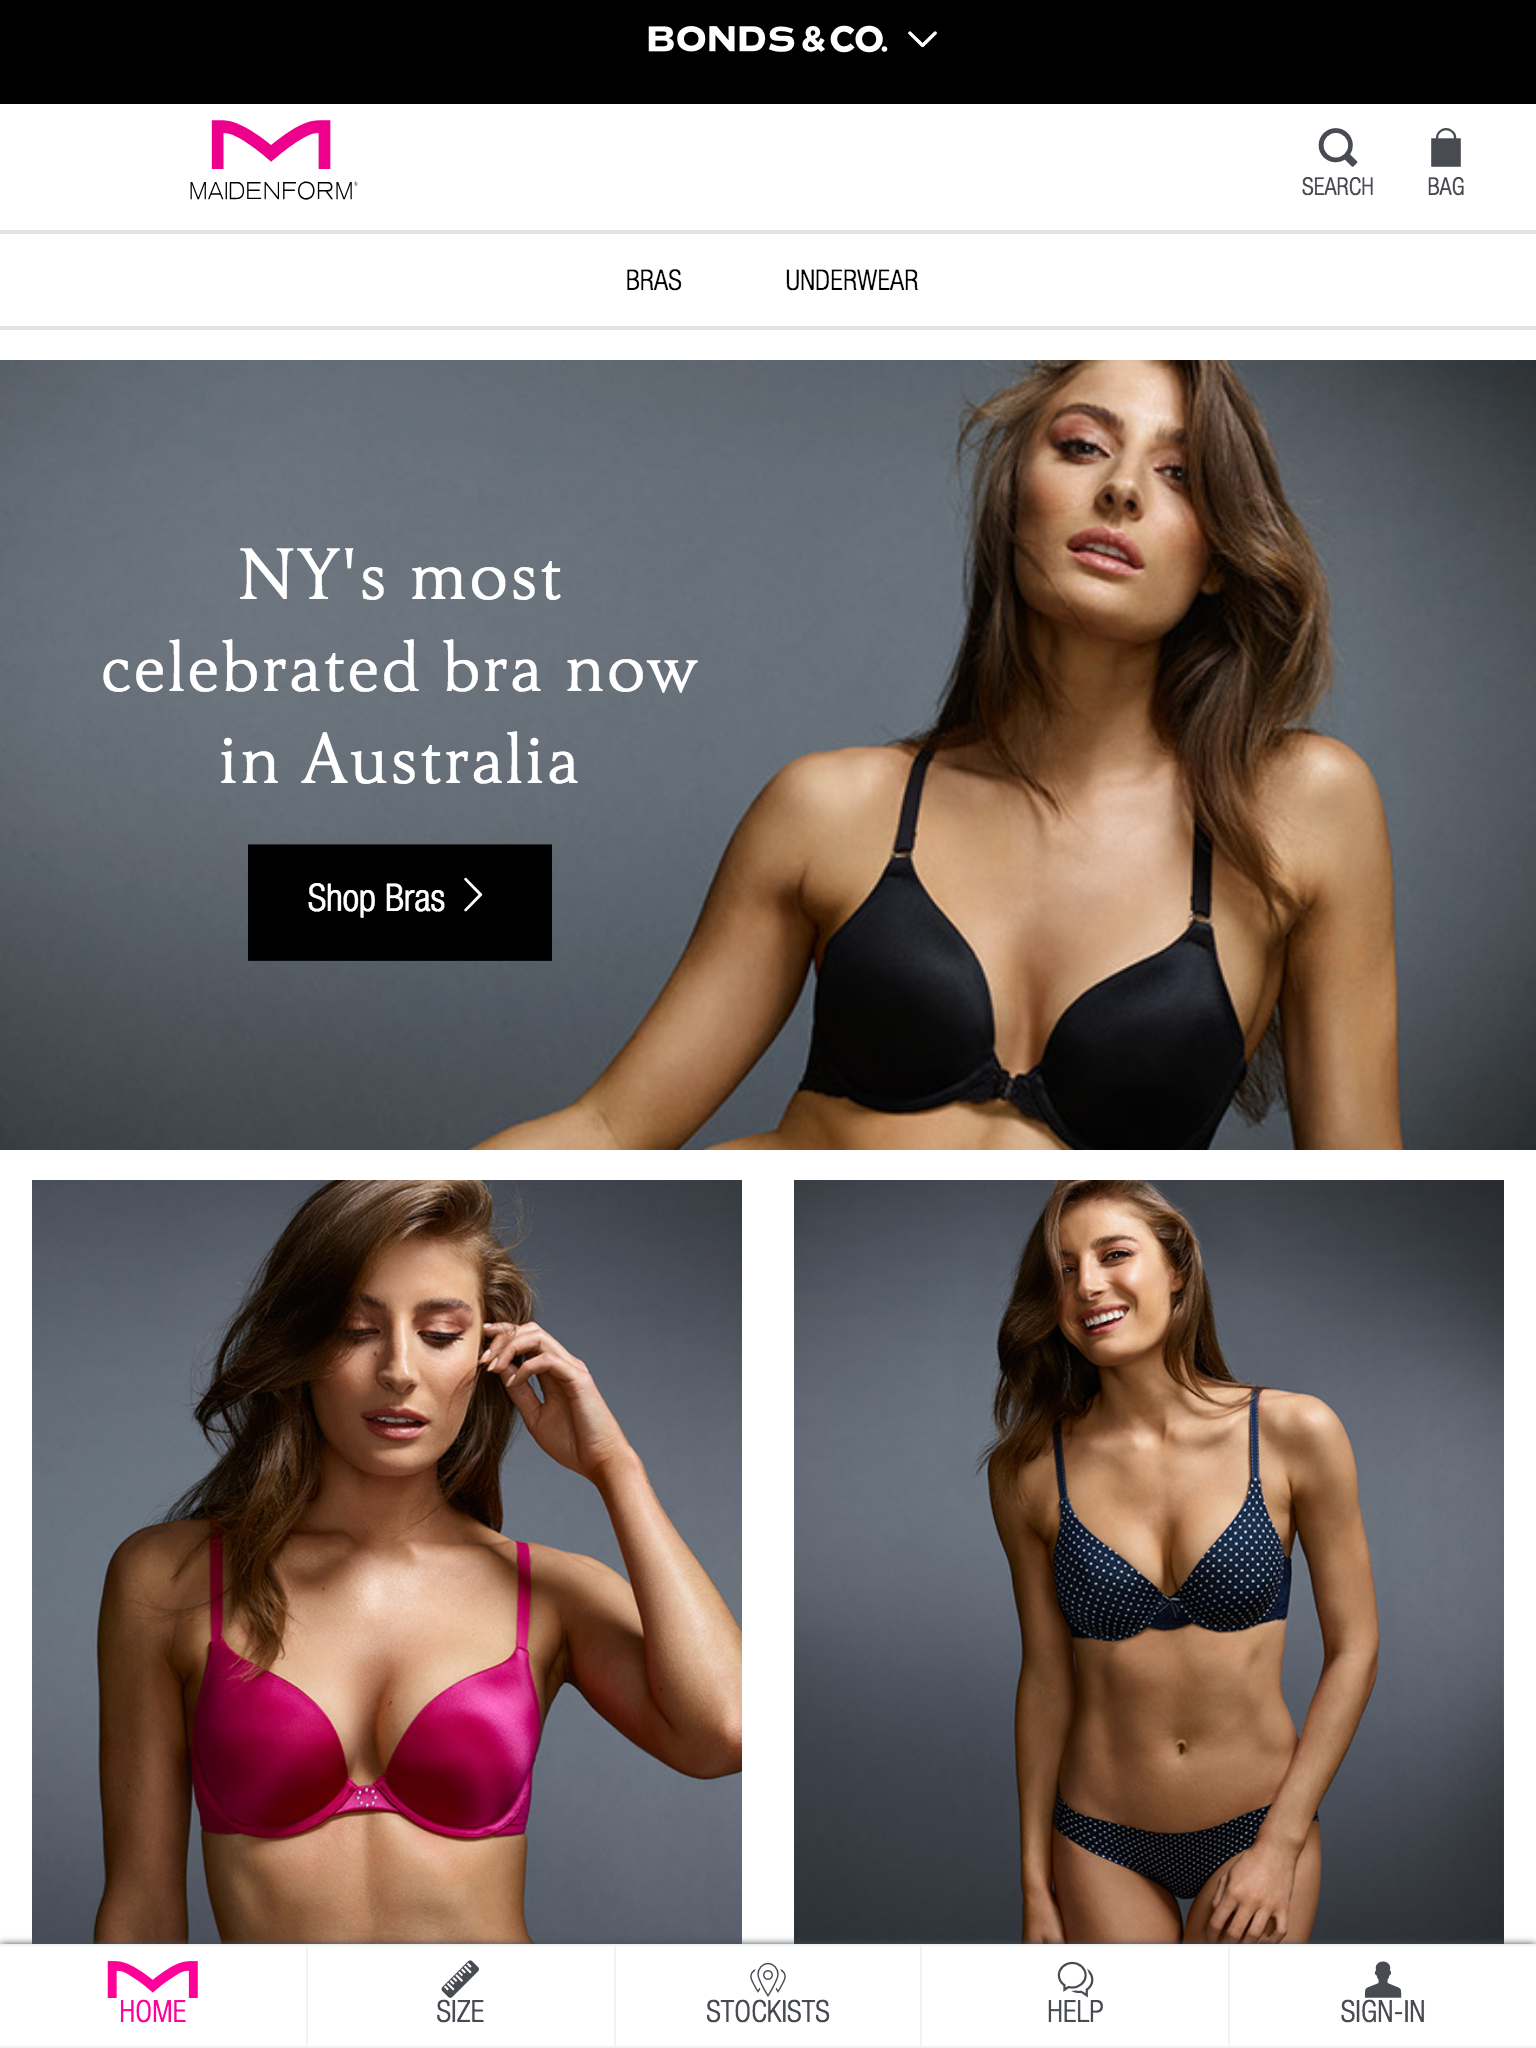 BONDS & CO.
MAIDENFORM®
SEARCH
BAG
BRAS
UNDERWEAR
NY's most
celebrated bra now
in Australia
Shop Bras
HOME
SIZE
STOCKISTS
HELP
SIGN-IN